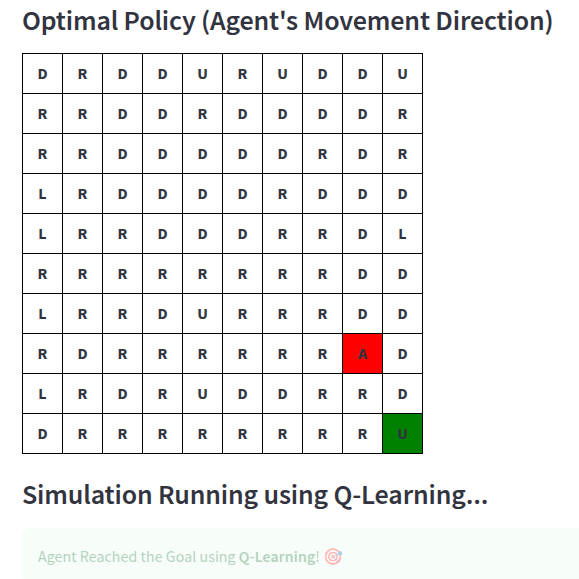 Optimal Policy (Agent's Movement Direction)
D R D D U R U D D U
R R D D R D D D D R
R R D D D D D R D R
L R D D D D R D D D
L R R D D D R R D L
R R R R R R R R D D
L R R D U R R R D D
R D R R R R R R A D
L R D R U D D R R D
D R R R R R R R R U
Simulation Running using Q-Learning...
Agent Reached the Goal using Q-Learning! 🎯